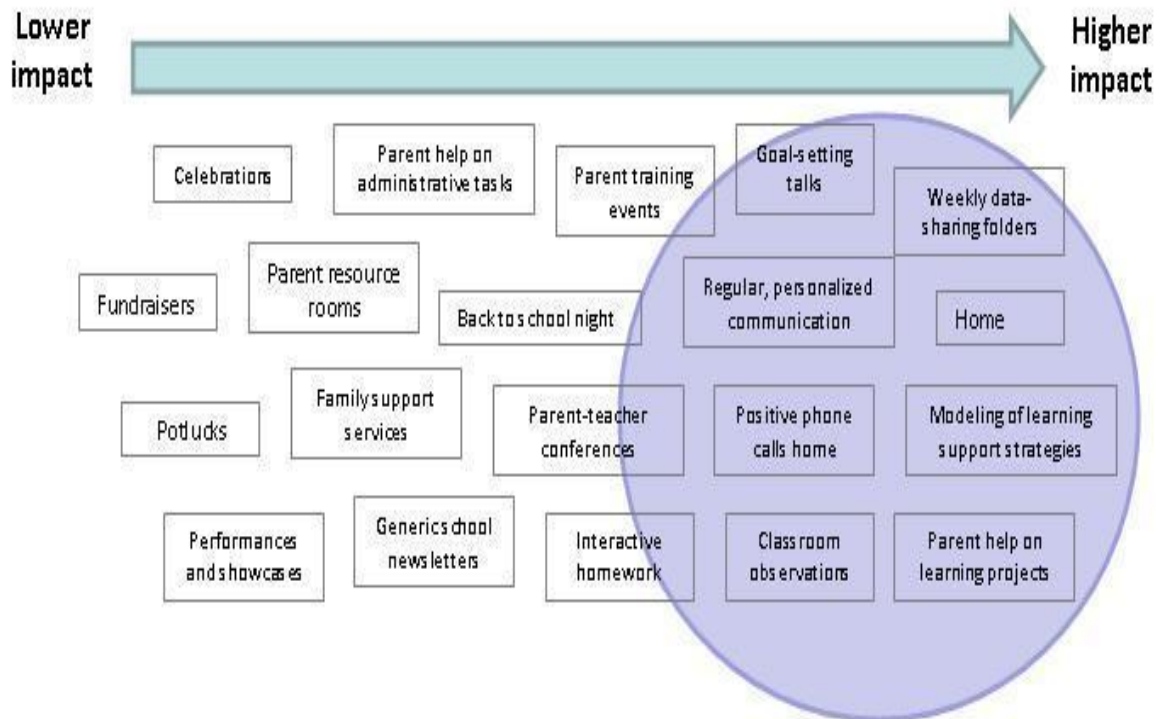 Lower
impact
Higher
impact
Celebrations
Parent help on
administrative tasks
Parent training
events
Goal-setting
talks
Weekly data-
sharing folders
Fundraisers
Parent resource
rooms
Back to school night
Regular, personalized
communication
Home
Potlucks
Family support
services
Parent-teacher
conferences
Positive phone
calls home
Modeling of learning
support strategies
Performances
and showcases
Generic school
newsletters
Interactive
homework
Classroom
observations
Parent help on
learning projects